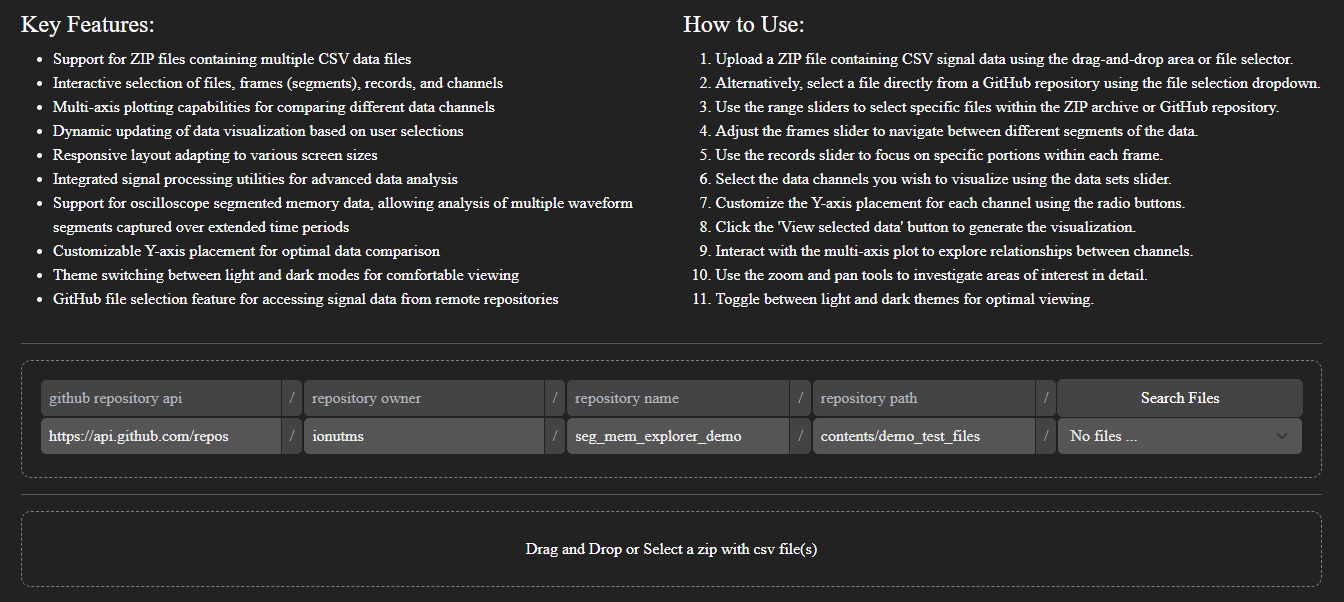 Key Features:
• Support for ZIP files containing multiple CSV data files
• Interactive selection of files, frames (segments), records, and channels
• Multi-axis plotting capabilities for comparing different data channels
• Dynamic updating of data visualization based on user selections
• Responsive layout adapting to various screen sizes
• Integrated signal processing utilities for advanced data analysis
• Support for oscilloscope segmented memory data, allowing analysis of multiple waveform
segments captured over extended time periods
• Customizable Y-axis placement for optimal data comparison
• Theme switching between light and dark modes for comfortable viewing
• GitHub file selection feature for accessing signal data from remote repositories
How to Use:
1. Upload a ZIP file containing CSV signal data using the drag-and-drop area or file selector.
2. Alternatively, select a file directly from a GitHub repository using the file selection dropdown.
3. Use the range sliders to select specific files within the ZIP archive or GitHub repository.
4. Adjust the frames slider to navigate between different segments of the data.
5. Use the records slider to focus on specific portions within each frame.
6. Select the data channels you wish to visualize using the data sets slider.
7. Customize the Y-axis placement for each channel using the radio buttons.
8. Click the 'View selected data' button to generate the visualization.
9. Interact with the multi-axis plot to explore relationships between channels.
10. Use the zoom and pan tools to investigate areas of interest in detail.
11. Toggle between light and dark themes for optimal viewing.
github repository api / repository owner / repository name / repository path / Search Files
https://api.github.com/repos / ionutms / seg_mem_explorer_demo / contents/demo_test_files / No files ...
Drag and Drop or Select a zip with csv file(s)